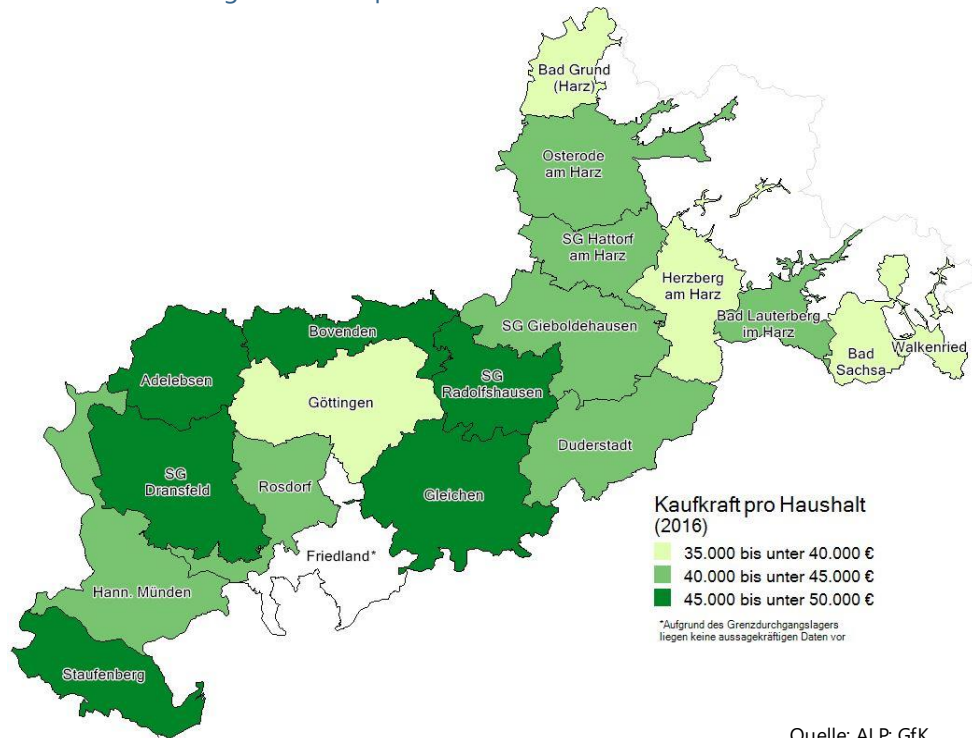 Bad Grund
(Harz)
Osterode
am Harz
SG Hattorf
am Harz
Herzberg
am Harz
SG Gieboldehausen
Bad Lauterberg
im Harz
Walkenried
Bad
Sachsa
Bovenden
Adelebsen
SG
Radolfshausen
Göttingen
Duderstadt
SG
Dransfeld
Rosdorf
Gleichen
Friedland*
Hann. Münden
Staufenberg
Kaufkraft pro Haushalt
(2016)
35.000 bis unter 40.000 €
40.000 bis unter 45.000 €
45.000 bis unter 50.000 €
*Aufgrund des Grenzdurchgangslagers
liegen keine aussagekräftigen Daten vor
Quelle: ALP; GfK